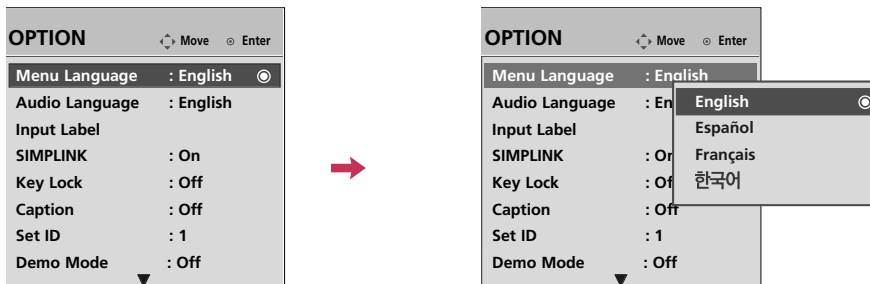 OPTION Move Enter
Menu Language : English
Audio Language : English
Input Label
SIMPLINK : On
Key Lock : Off
Caption : Off
Set ID : 1
Demo Mode : Off
OPTION Move Enter
Menu Language : English
Audio Language : En
Input Label
SIMPLINK : On
Key Lock : Off
Caption : Off
Set ID : 1
Demo Mode : Off
English
Español
Français
한국어